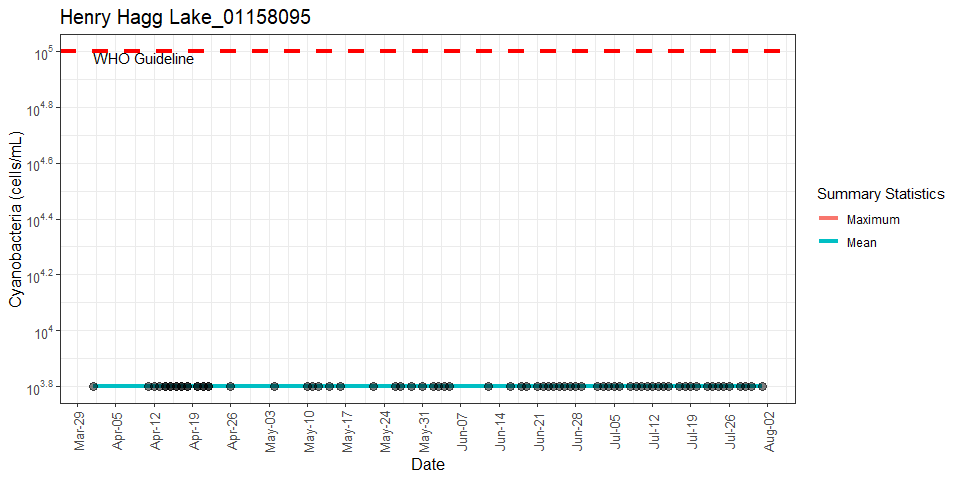 Henry Hagg Lake_01158095
10^5
WHO Guideline
10^4.8
10^4.6
10^4.4
10^4.2
10^4
10^3.8
Cyanobacteria (cells/mL)
Summary Statistics
Maximum
Mean
Mar-29
Apr-05
Apr-12
Apr-19
Apr-26
May-03
May-10
May-17
May-24
May-31
Jun-07
Jun-14
Jun-21
Jun-28
Jul-05
Jul-12
Jul-19
Jul-26
Aug-02
Date